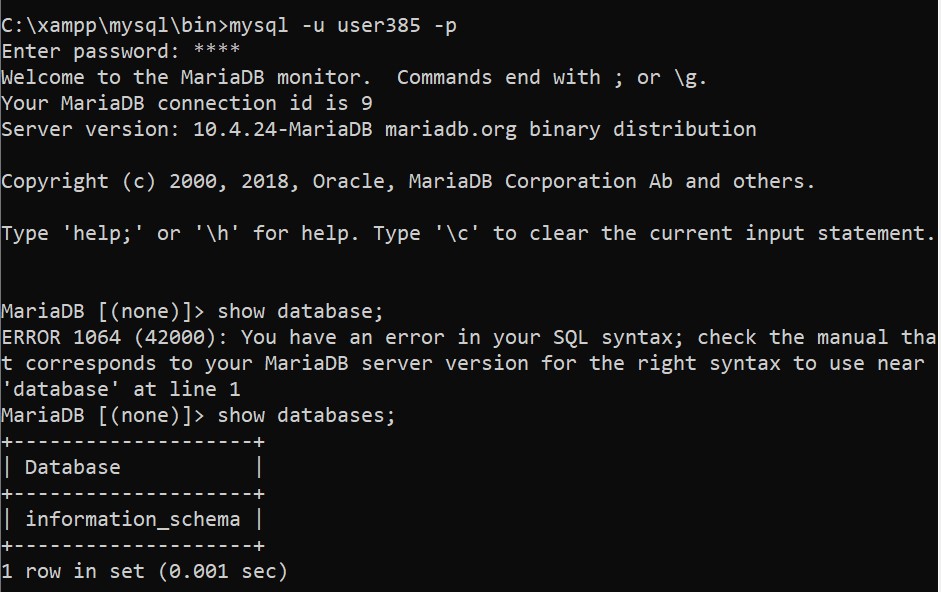 C:\xampp\mysql\bin>mysql -u user385 -p
Enter password: ****
Welcome to the MariaDB monitor.  Commands end with ; or \g.
Your MariaDB connection id is 9
Server version: 10.4.24-MariaDB mariadb.org binary distribution
Copyright (c) 2000, 2018, Oracle, MariaDB Corporation Ab and others.
Type 'help;' or '\h' for help. Type '\c' to clear the current input statement.
MariaDB [(none)]> show database;
ERROR 1064 (42000): You have an error in your SQL syntax; check the manual tha
t corresponds to your MariaDB server version for the right syntax to use near
'database' at line 1
MariaDB [(none)]> show databases;
+--------------------+
| Database           |
+--------------------+
| information_schema |
+--------------------+
1 row in set (0.001 sec)